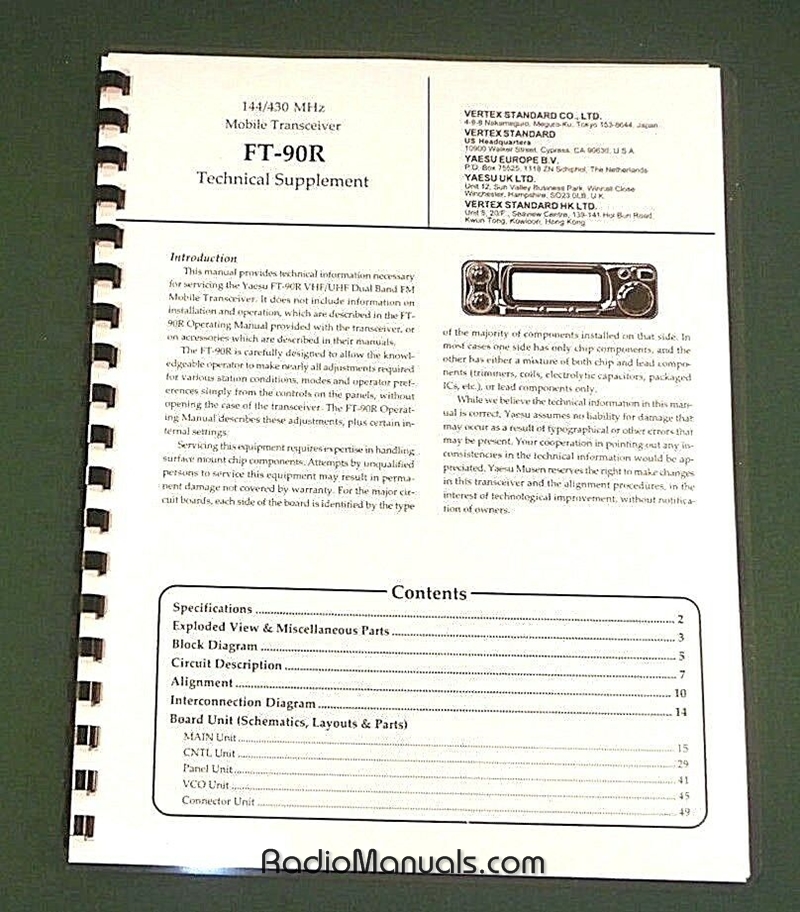 144/430 MHz
Mobile Transceiver
FT-90R
Technical Supplement
VERTEX STANDARD CO., LTD.
4-8-8 Nakameguro, Meguro-Ku, Tokyo 153-8644, Japan
VERTEX STANDARD
US Headquarters
10900 Walker Street, Cypress, CA 90630, U.S.A.
YAESU EUROPE B.V.
P.O. Box 75525, 1118 ZN Schiphol, The Netherlands
YAESU UK LTD.
Unit 12, Sun Valley Business Park, Winnall Close
Winchester, Hampshire, SO23 0LB, U.K.
VERTEX STANDARD HK LTD.
Unit 5, 20/F., Seaview Centre, 139-141 Hoi Bun Road,
Kwun Tong, Kowloon, Hong Kong
Introduction
This manual provides technical information necessary
for servicing the Yaesu FT-90R VHF/UHF Dual Band FM
Mobile Transceiver. It does not include information on
installation and operation, which are described in the FT-
90R Operating Manual provided with the transceiver, or
on accessories which are described in their manuals.
The FT-90R is carefully designed to allow the knowl-
edgeable operator to make nearly all adjustments required
for various station conditions, modes and operator pref-
erences simply from the controls on the panels, without
opening the case of the transceiver. The FT-90R Operat-
ing Manual describes these adjustments, plus certain in-
ternal settings.
Servicing this equipment requires expertise in handling
surface mount chip components. Attempts by unqualified
persons to service this equipment may result in perma-
nent damage not covered by warranty. For the major cir-
cuit boards, each side of the board is identified by the type
of the majority of components installed on that side. In
most cases one side has only chip components, and the
other has either a mixture of both chip and lead compo-
nents (trimmers, coils, electrolytic capacitors, packaged
ICs, etc.), or lead components only.
While we believe the technical information in this man-
ual is correct, Yaesu assumes no liability for damage that
may occur as a result of typographical or other errors that
may be present. Your cooperation in pointing out any in-
consistencies in the technical information would be ap-
preciated. Yaesu Musen reserves the right to make changes
in this transceiver and the alignment procedures, in the
interest of technological improvement, without notifica-
tion of owners.
Contents
Specifications ........ 2
Exploded View & Miscellaneous Parts ........ 3
Block Diagram ........ 5
Circuit Description ........ 7
Alignment ........ 10
Interconnection Diagram ........ 14
Board Unit (Schematics, Layouts & Parts)
MAIN Unit ........ 15
CNTL Unit ........ 29
Panel Unit ........ 41
VCO Unit ........ 45
Connector Unit ........ 49
RadioManuals.com